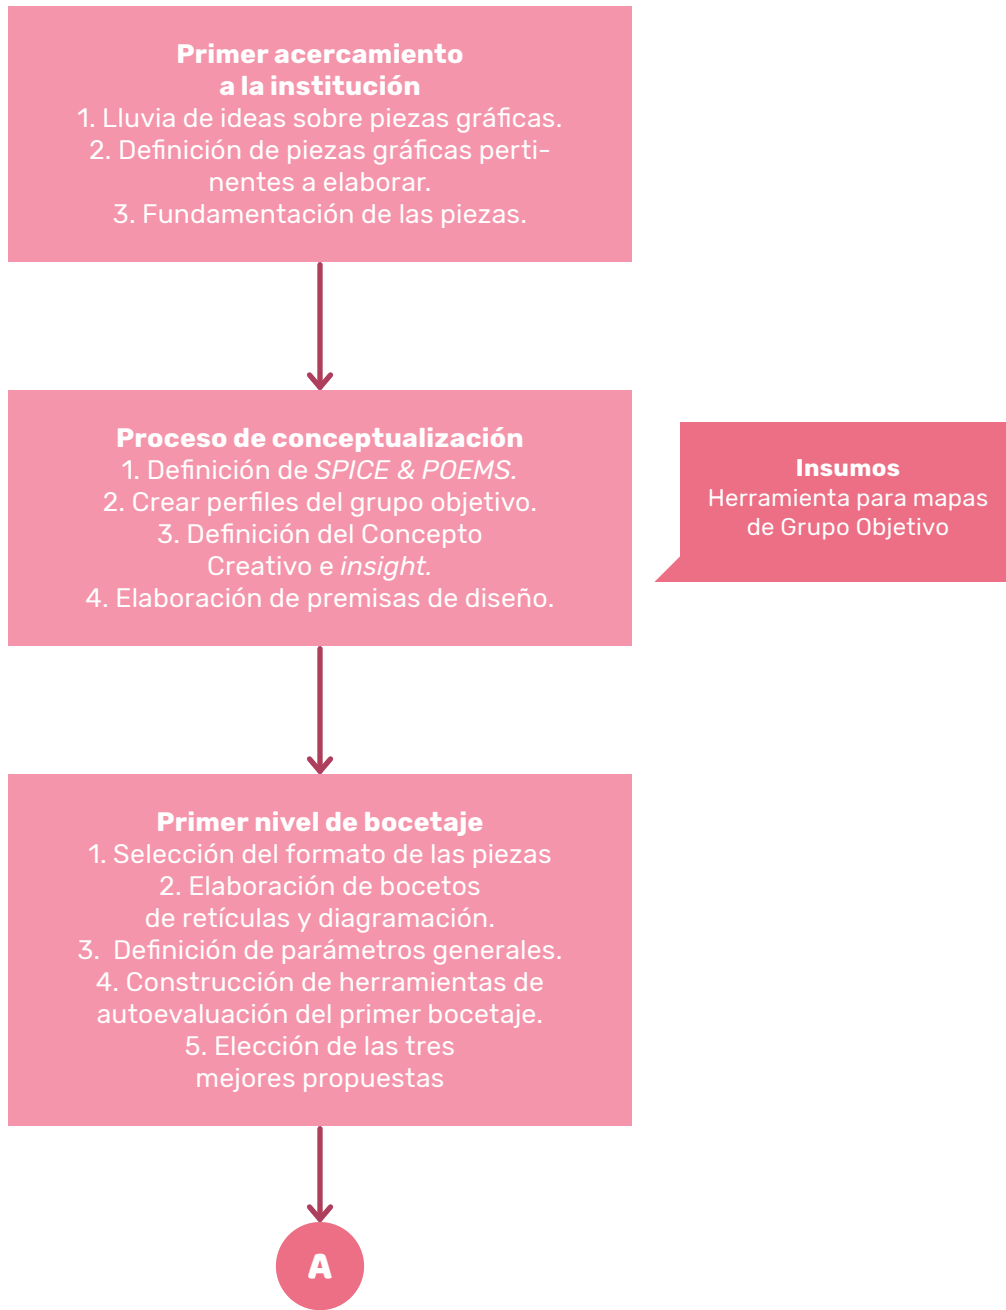 Primer acercamiento
a la institución
1. Lluvia de ideas sobre piezas gráficas.
2. Definición de piezas gráficas perti-
nentes a elaborar.
3. Fundamentación de las piezas.
Proceso de conceptualización
1. Definición de SPICE & POEMS.
2. Crear perfiles del grupo objetivo.
3. Definición del Concepto
Creativo e insight.
4. Elaboración de premisas de diseño.
Insumos
Herramienta para mapas
de Grupo Objetivo
Primer nivel de bocetaje
1. Selección del formato de las piezas
2. Elaboración de bocetos
de retículas y diagramación.
3.  Definición de parámetros generales.
4. Construcción de herramientas de
autoevaluación del primer bocetaje.
5. Elección de las tres
mejores propuestas
A